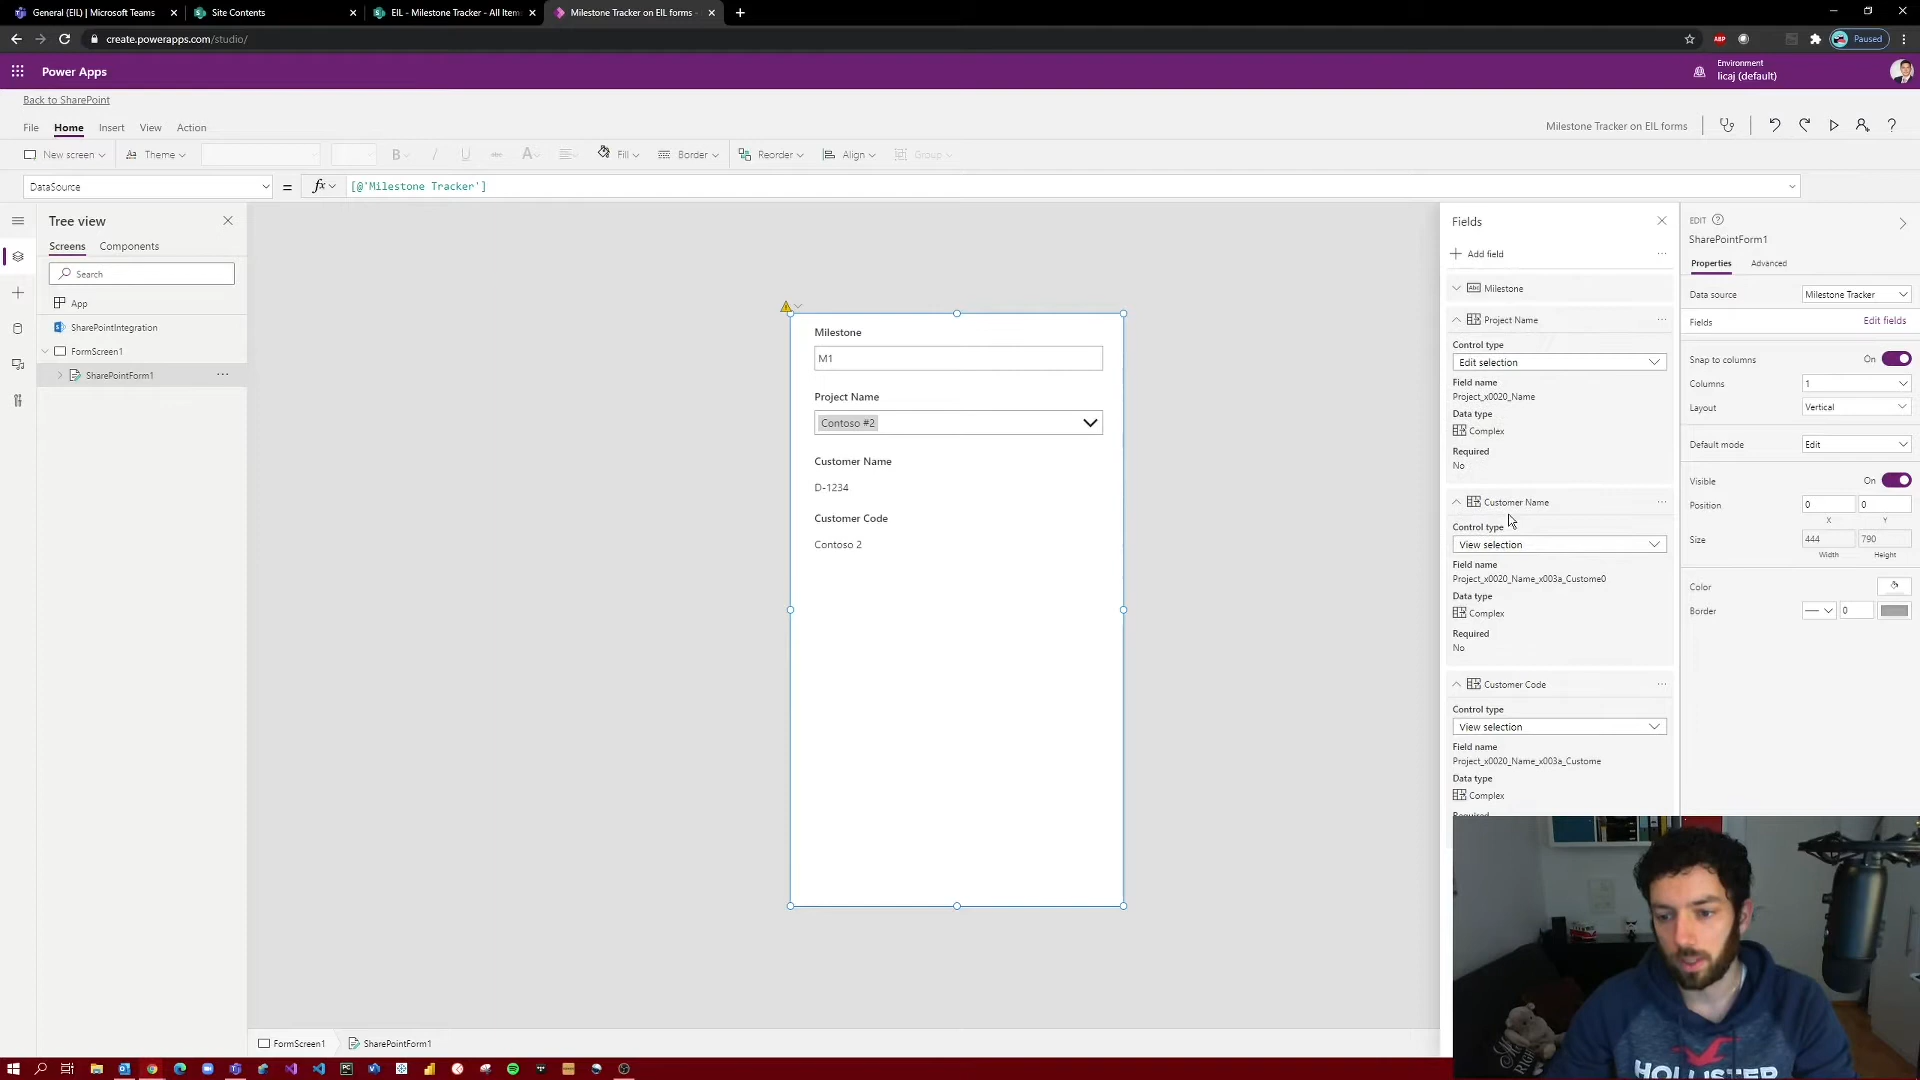 General (EIL) | Microsoft Teams
Site Contents
EIL - Milestone Tracker - All Item
Milestone Tracker on EIL forms -
create.powerapps.com/studio/
ABP
Paused
Power Apps
Environment
licaj (default)
Back to SharePoint
File
Home
Insert
View
Action
Milestone Tracker on EIL forms
New screen
Theme
Fill
Border
Reorder
Align
Group
DataSource
=
fx
[@'Milestone Tracker']
Tree view
Screens
Components
Search
App
SharePointIntegration
FormScreen1
SharePointForm1
Milestone
M1
Project Name
Contoso #2
Customer Name
D-1234
Customer Code
Contoso 2
Fields
Add field
Milestone
Project Name
Control type
Edit selection
Field name
Project_x0020_Name
Data type
Complex
Required
No
Customer Name
Control type
View selection
Field name
Project_x0020_Name_x003a_Custome0
Data type
Complex
Required
No
Customer Code
Control type
View selection
Field name
Project_x0020_Name_x003a_Custome
Data type
Complex
EDIT
SharePointForm1
Properties
Advanced
Data source
Milestone Tracker
Fields
Edit fields
Snap to columns
On
Columns
1
Layout
Vertical
Default mode
Edit
Visible
On
Position
0
0
X
Y
Size
444
790
Width
Height
Color
Border
0
FormScreen1
SharePointForm1
HOLLISTER